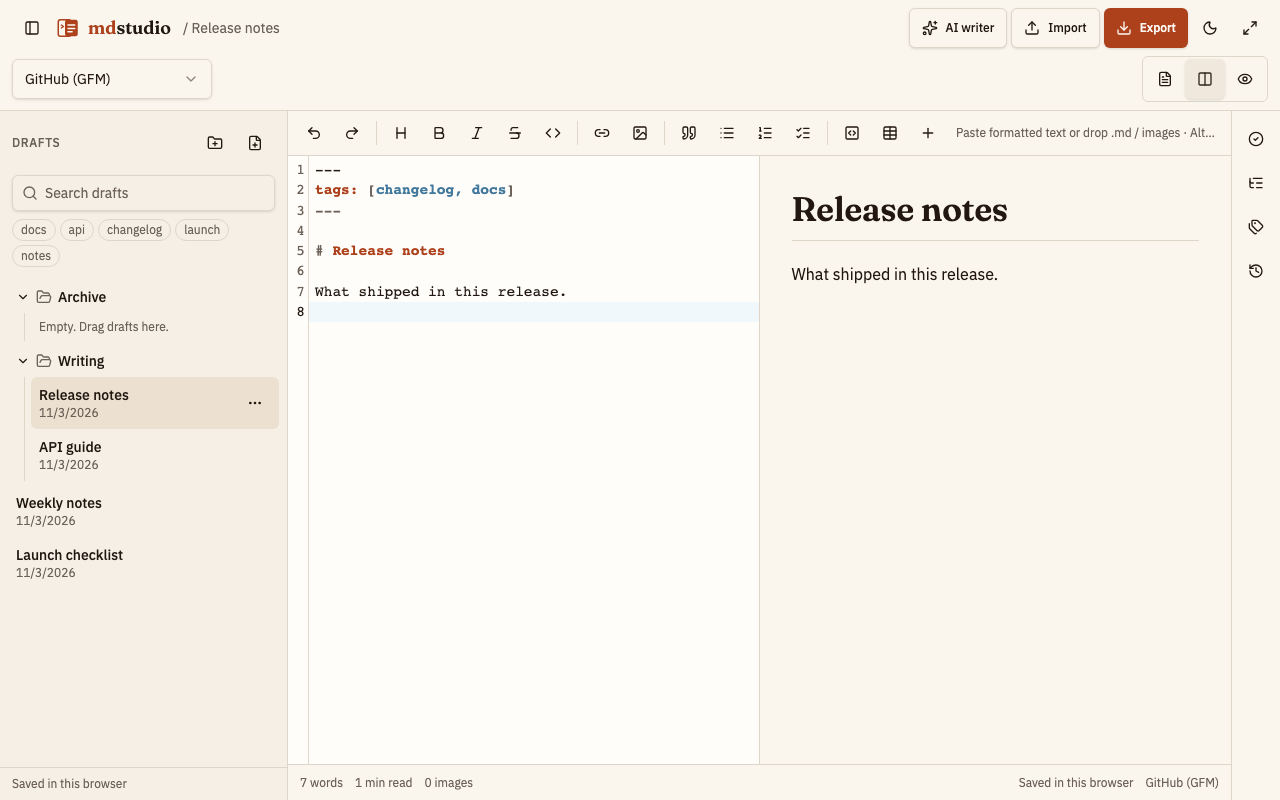 mdstudio / Release notes
AI writer
Import
Export
GitHub (GFM)
DRAFTS
Search drafts
docs
api
changelog
launch
notes
Archive
Empty. Drag drafts here.
Writing
Release notes
11/3/2026
API guide
11/3/2026
Weekly notes
11/3/2026
Launch checklist
11/3/2026
Saved in this browser
Paste formatted text or drop .md / images · Alt...
1 ---
2 tags: [changelog, docs]
3 ---
4
5 # Release notes
6
7 What shipped in this release.
8
Release notes
What shipped in this release.
7 words 1 min read 0 images
Saved in this browser GitHub (GFM)